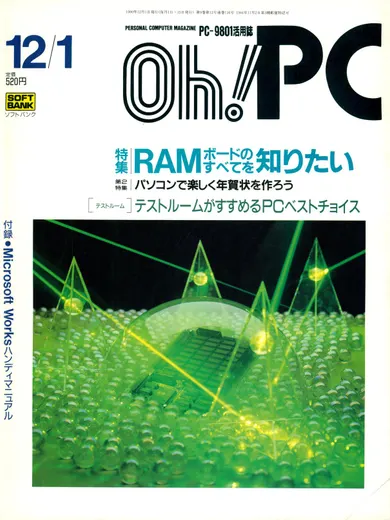 PERSONAL COMPUTER MAGAZINE
PC-9801活用誌
12/1
定価
520円
SOFT
BANK
ソフトバンク
Oh!PC
特集
RAMボードのすべてを知りたい
第2特集
パソコンで楽しく年賀状を作ろう
テストルーム
テストルームがすすめるPCベストチョイス
付録●Microsoft Worksハンディマニュアル